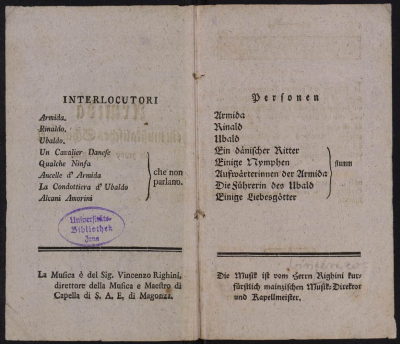 INTERLOCUTORI
Armida.
Rinaldo.
Ubaldo.
Un Cavalier Danese
Qualche Ninfa
Ancelle d' Armida
La Condottiera d' Ubaldo
Alcani Amorini
che non
parlano.
Universitäts-
Bibliothek
Jena
La Musica è del Sig. Vincenzo Righini,
direttore della Musica e Maestro di
Capella di S. A. E. di Magonza.
Personen
Armida
Rinald
Ubald
Ein dänischer Ritter
Einige Nymphen
Aufwärterinnen der Armida
Die Führerin des Ubald
Einige Liebesgötter
stumm
Die Musik ist vom Herrn Righini kur-
fürstlich mainzischen Musik-Direktor
und Kapellmeister.